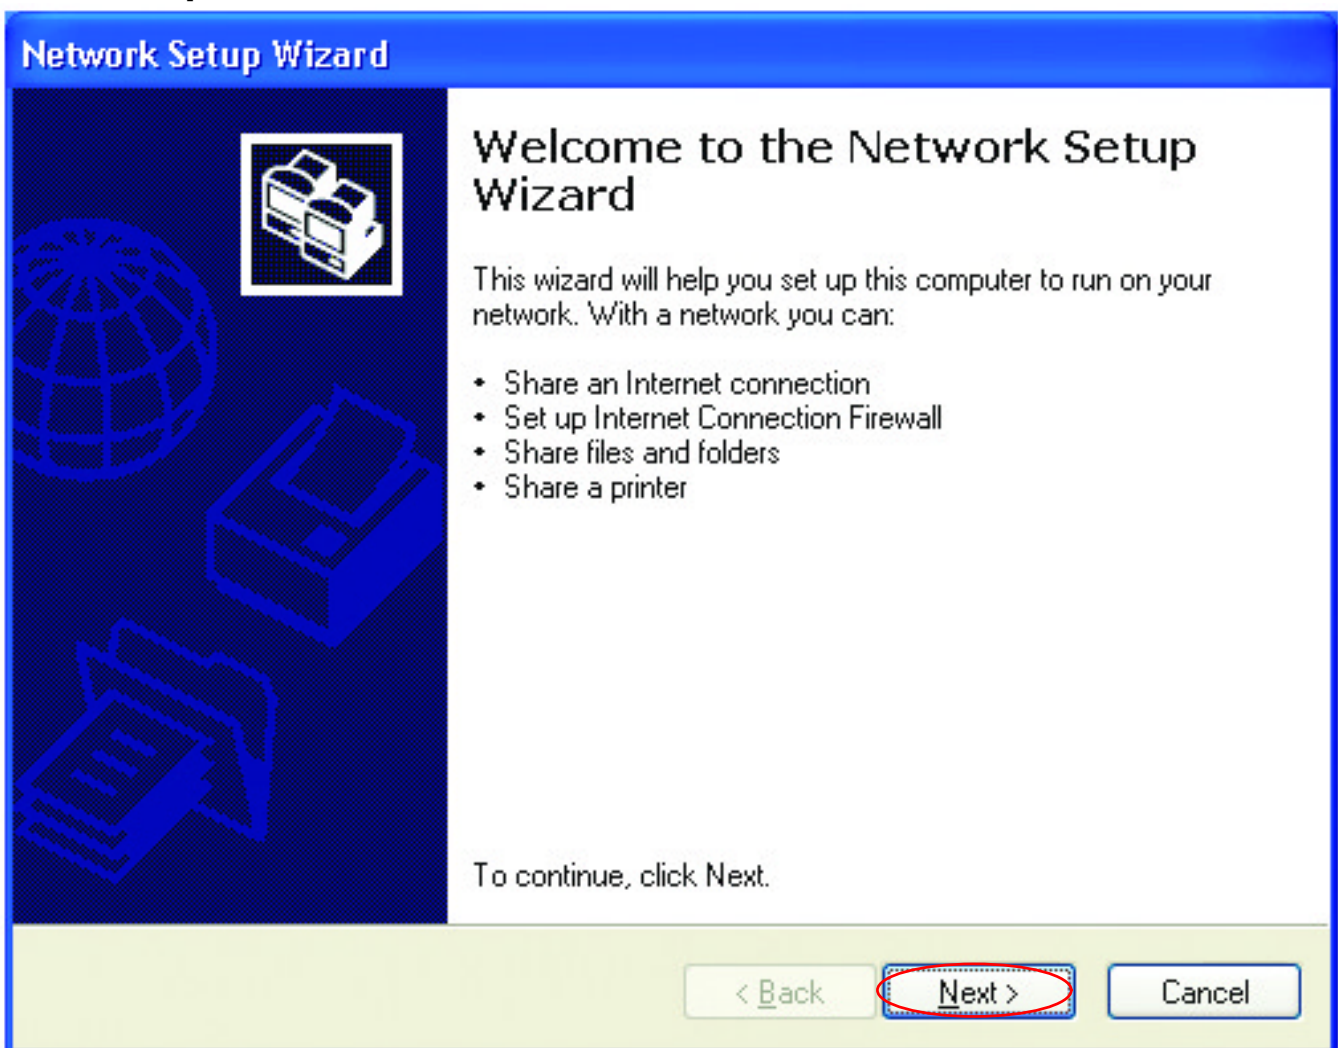 Network Setup Wizard
Welcome to the Network Setup
Wizard
This wizard will help you set up this computer to run on your
network. With a network you can:
• Share an Internet connection
• Set up Internet Connection Firewall
• Share files and folders
• Share a printer
To continue, click Next.
< Back Next > Cancel